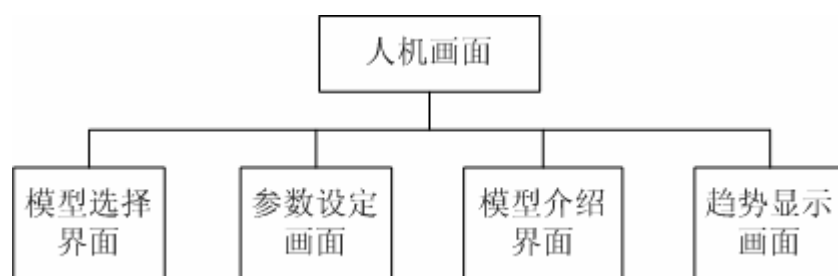 人机画面
模型选择
界面
参数设定
画面
模型介绍
界面
趋势显示
画面